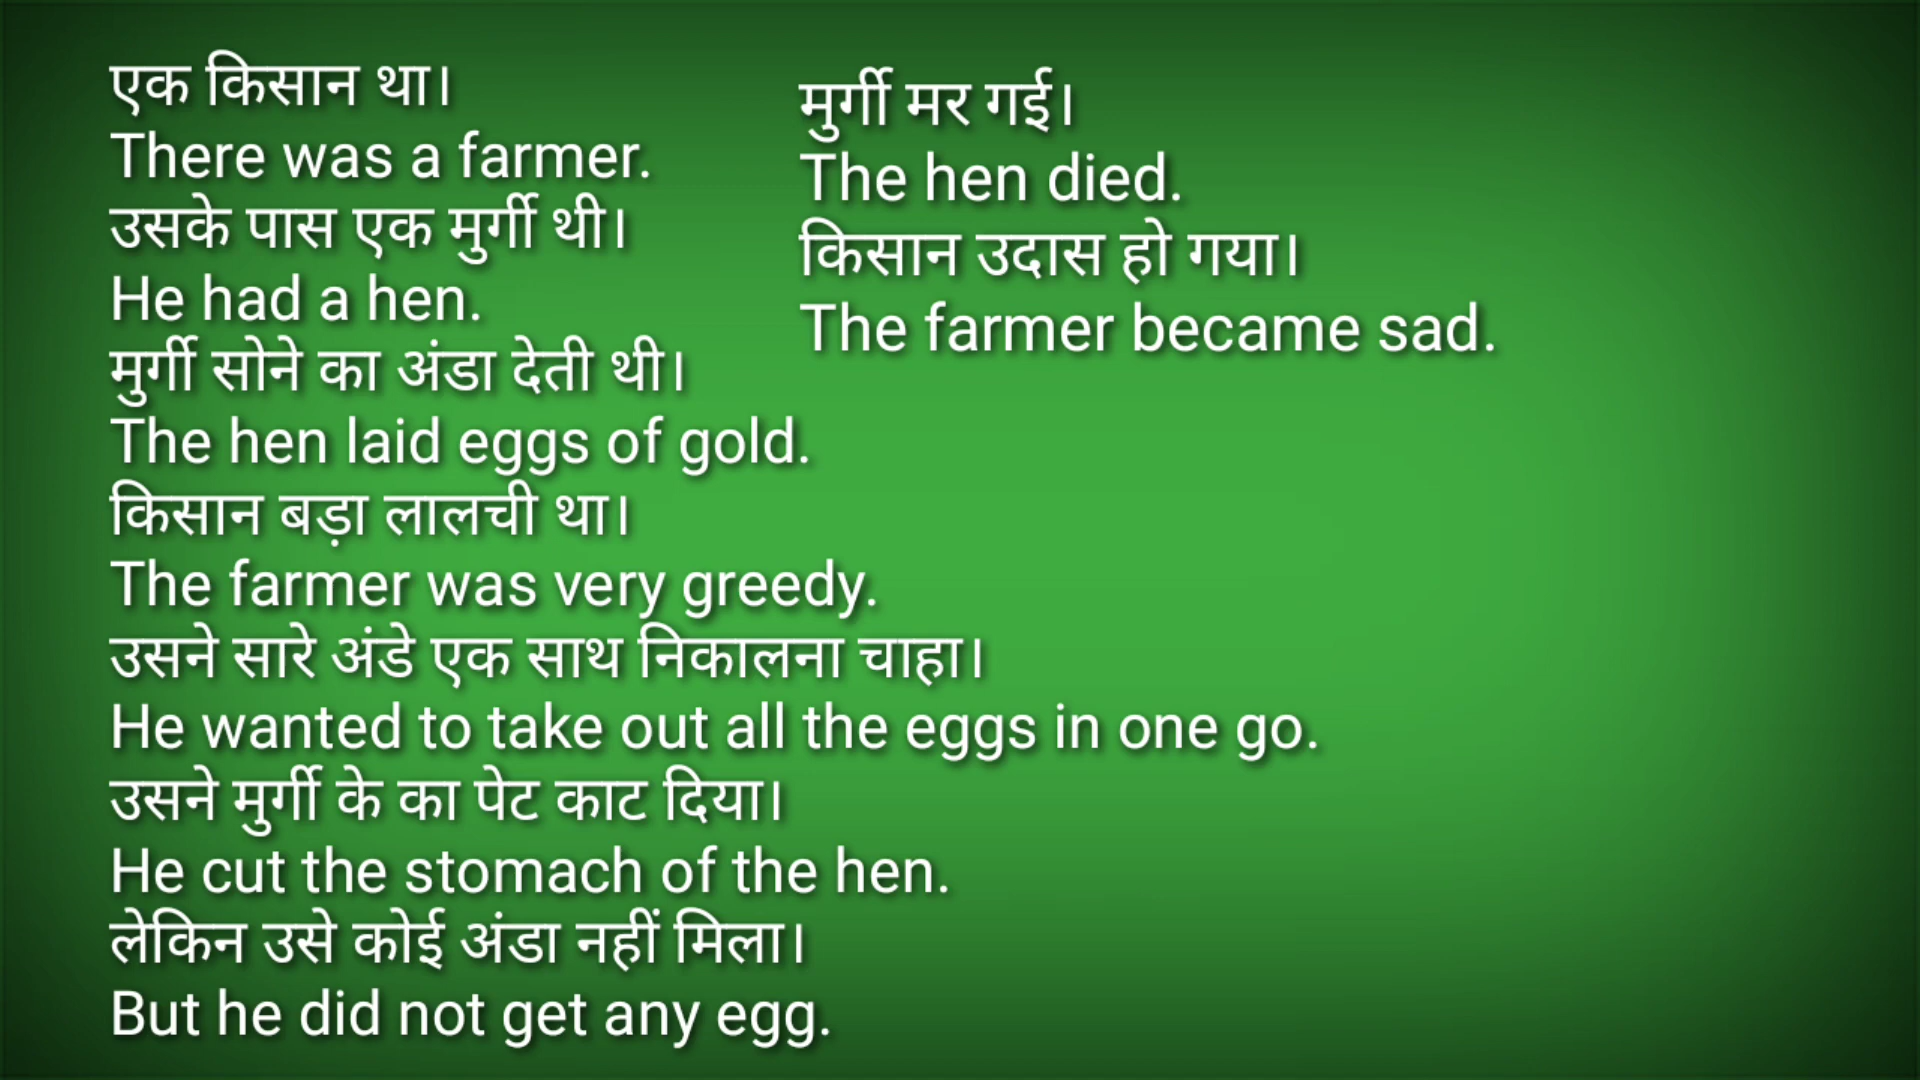 एक किसान था।
There was a farmer.
उसके पास एक मुर्गी थी।
He had a hen.
मुर्गी सोने का अंडा देती थी।
The hen laid eggs of gold.
किसान बड़ा लालची था।
The farmer was very greedy.
उसने सारे अंडे एक साथ निकालना चाहा।
He wanted to take out all the eggs in one go.
उसने मुर्गी के का पेट काट दिया।
He cut the stomach of the hen.
लेकिन उसे कोई अंडा नहीं मिला।
But he did not get any egg.
मुर्गी मर गई।
The hen died.
किसान उदास हो गया।
The farmer became sad.